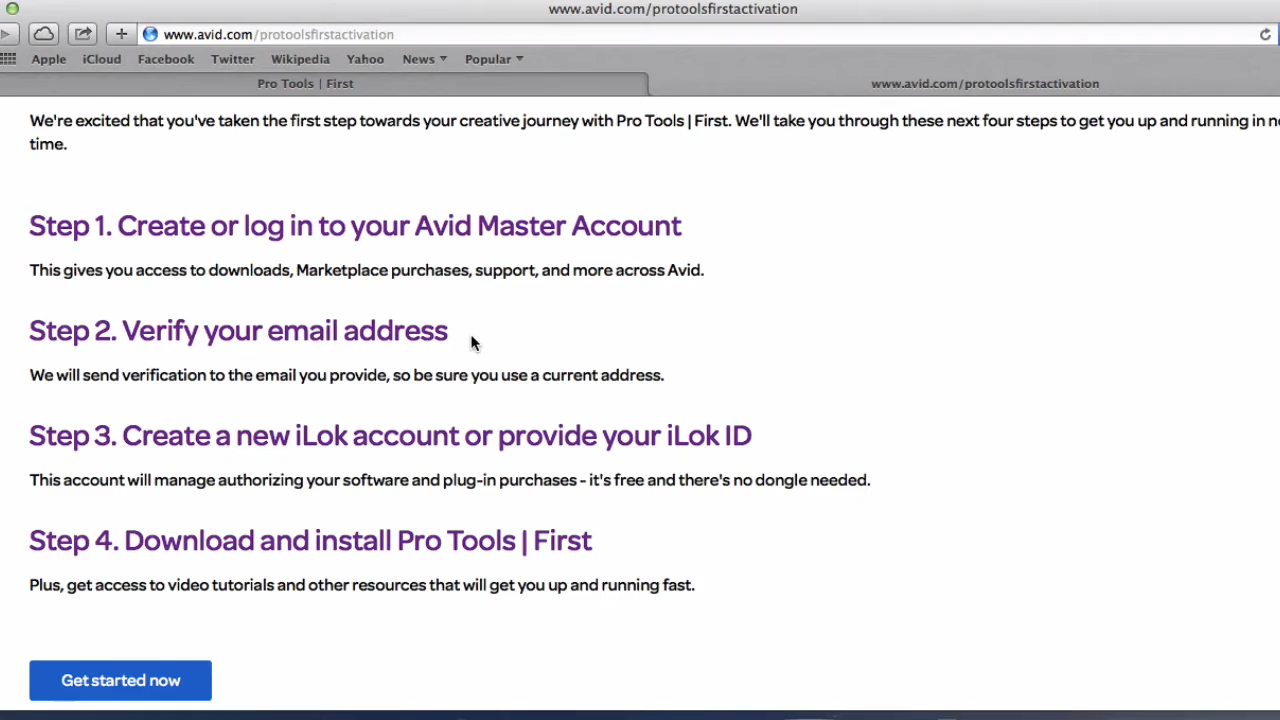 www.avid.com/protoolsfirstactivation
www.avid.com/protoolsfirstactivation
Apple iCloud Facebook Twitter Wikipedia Yahoo News Popular
Pro Tools | First www.avid.com/protoolsfirstactivation
We're excited that you've taken the first step towards your creative journey with Pro Tools | First. We'll take you through these next four steps to get you up and running in
time.
Step 1. Create or log in to your Avid Master Account
This gives you access to downloads, Marketplace purchases, support, and more across Avid.
Step 2. Verify your email address
We will send verification to the email you provide, so be sure you use a current address.
Step 3. Create a new iLok account or provide your iLok ID
This account will manage authorizing your software and plug-in purchases - it's free and there's no dongle needed.
Step 4. Download and install Pro Tools | First
Plus, get access to video tutorials and other resources that will get you up and running fast.
Get started now